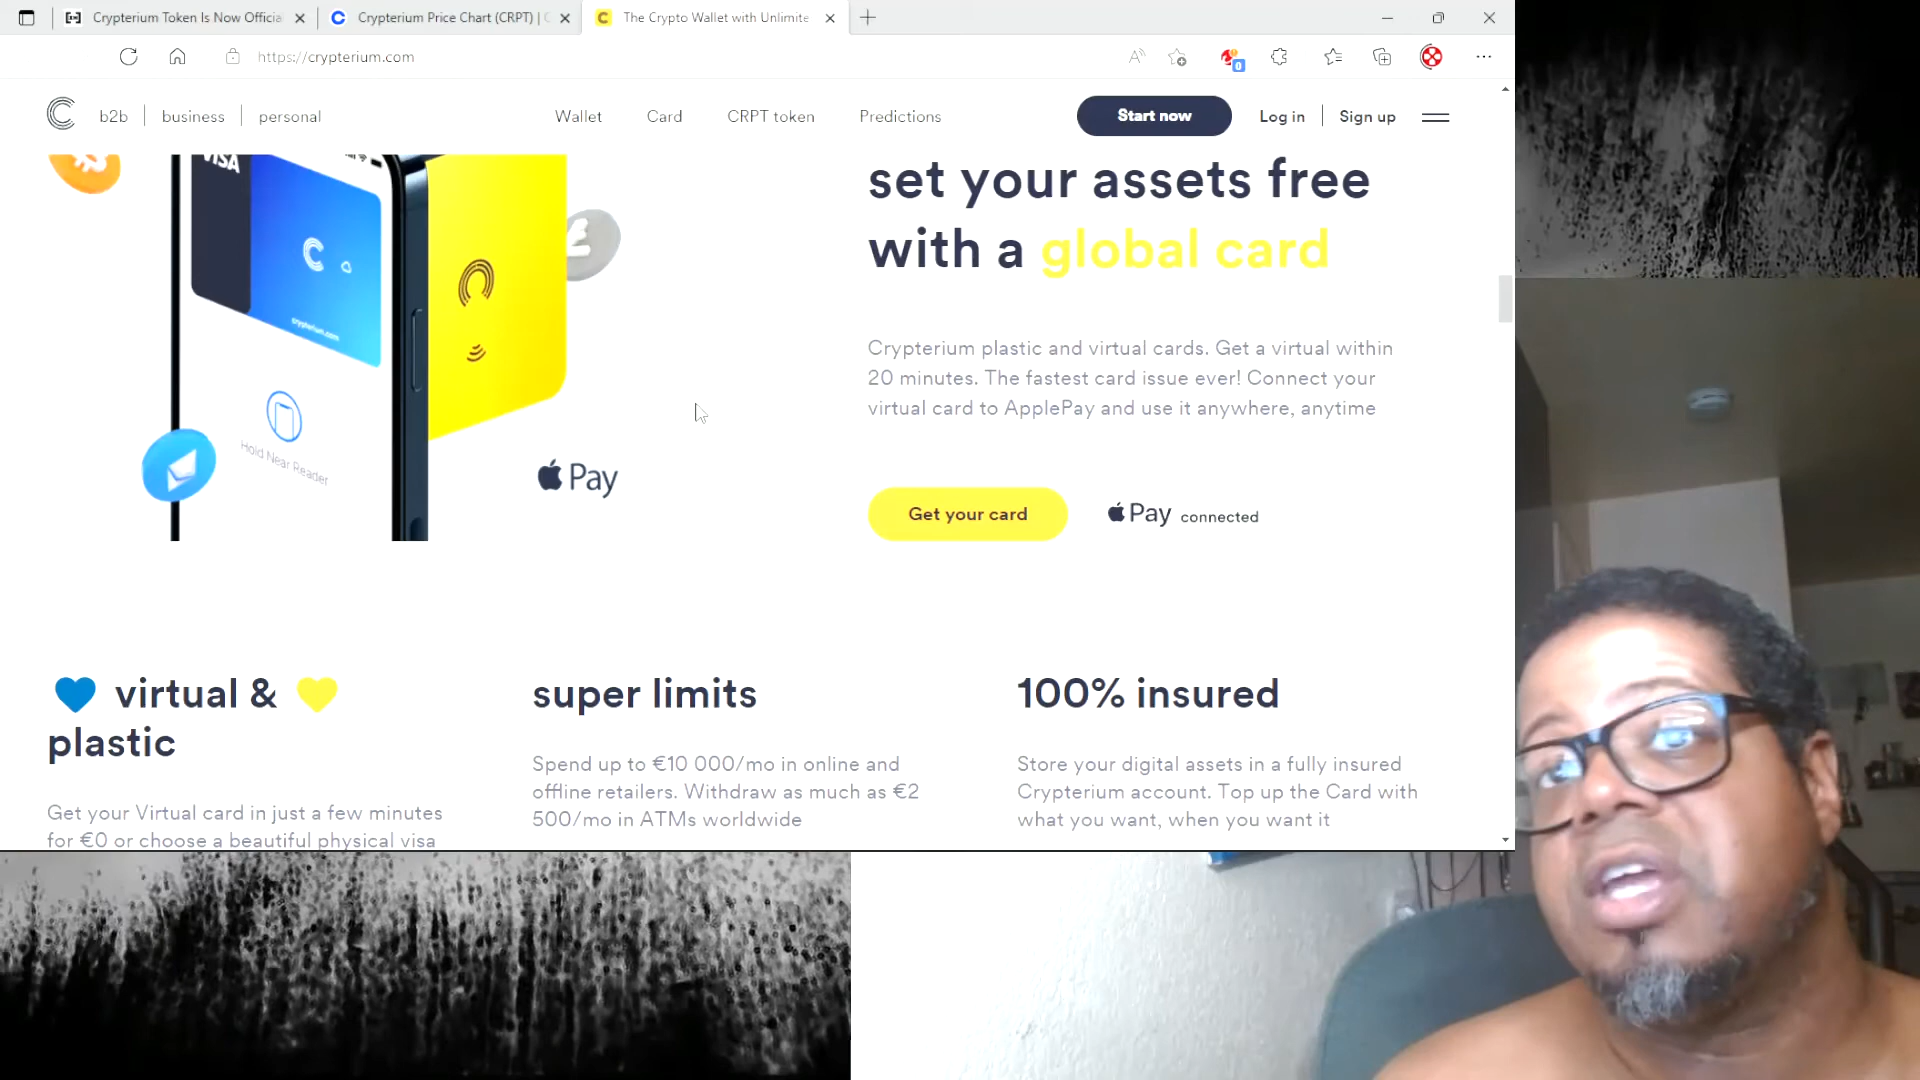 Crypterium Token Is Now Officia
Crypterium Price Chart (CRPT) |
The Crypto Wallet with Unlimite
https://crypterium.com
0
b2b
business
personal
Wallet
Card
CRPT token
Predictions
Start now
Log in
Sign up
VISA
crypterium.com
Hold Near Reader
Pay
set your assets free
with a global card
Crypterium plastic and virtual cards. Get a virtual within
20 minutes. The fastest card issue ever! Connect your
virtual card to ApplePay and use it anywhere, anytime
Get your card
Pay connected
virtual &
plastic
Get your Virtual card in just a few minutes
for €0 or choose a beautiful physical visa
super limits
Spend up to €10 000/mo in online and
offline retailers. Withdraw as much as €2
500/mo in ATMs worldwide
100% insured
Store your digital assets in a fully insured
Crypterium account. Top up the Card with
what you want, when you want it